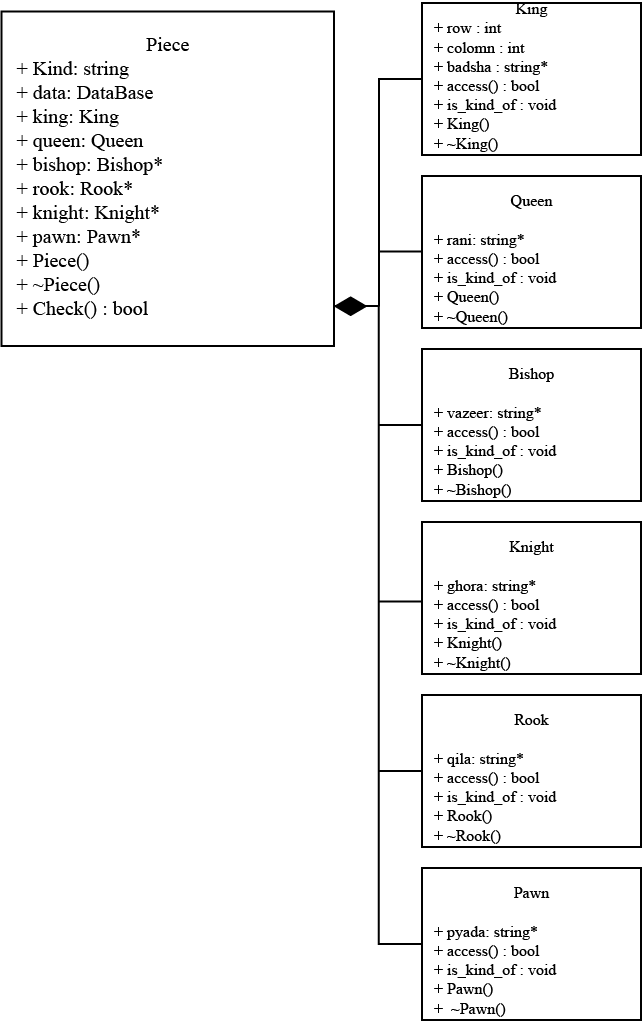 Piece
+ Kind: string
+ data: DataBase
+ king: King
+ queen: Queen
+ bishop: Bishop*
+ rook: Rook*
+ knight: Knight*
+ pawn: Pawn*
+ Piece()
+ ~Piece()
+ Check() : bool
King
+ row : int
+ colomn : int
+ badsha : string*
+ access() : bool
+ is_kind_of : void
+ King()
+ ~King()
Queen
+ rani: string*
+ access() : bool
+ is_kind_of : void
+ Queen()
+ ~Queen()
Bishop
+ vazeer: string*
+ access() : bool
+ is_kind_of : void
+ Bishop()
+ ~Bishop()
Knight
+ ghora: string*
+ access() : bool
+ is_kind_of : void
+ Knight()
+ ~Knight()
Rook
+ qila: string*
+ access() : bool
+ is_kind_of : void
+ Rook()
+ ~Rook()
Pawn
+ pyada: string*
+ access() : bool
+ is_kind_of : void
+ Pawn()
+ ~Pawn()